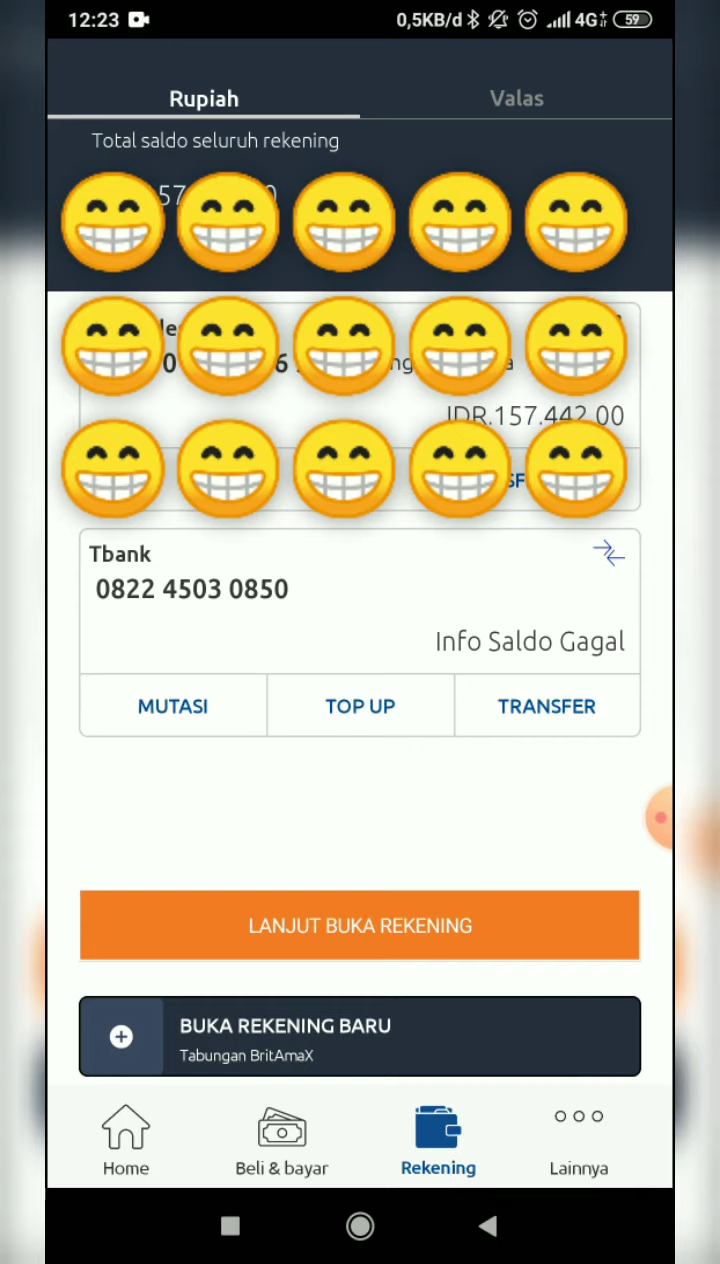 12:23 0,5KB/d 4G+ 59
Rupiah Valas
Total saldo seluruh rekening
IDR.157.442.00
Tbank
0822 4503 0850
Info Saldo Gagal
MUTASI TOP UP TRANSFER
LANJUT BUKA REKENING
BUKA REKENING BARU
Tabungan BritAmaX
Home Beli & bayar Rekening Lainnya